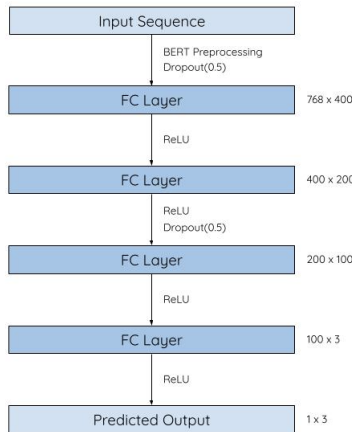 Input Sequence
BERT Preprocessing
Dropout(0.5)
FC Layer
768 x 400
ReLU
FC Layer
400 x 200
ReLU
Dropout(0.5)
FC Layer
200 x 100
ReLU
FC Layer
100 x 3
ReLU
Predicted Output
1 x 3